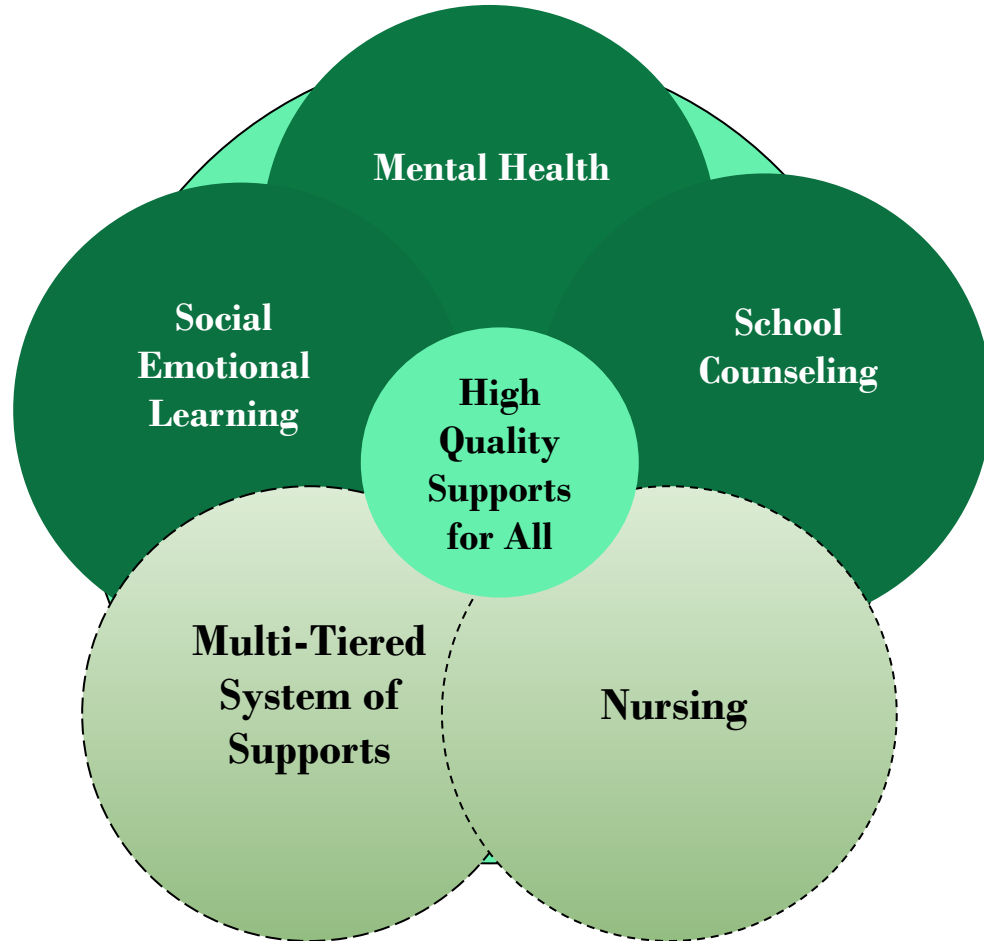 Mental Health
Social
Emotional
Learning
School
Counseling
High
Quality
Supports
for All
Multi-Tiered
System of
Supports
Nursing